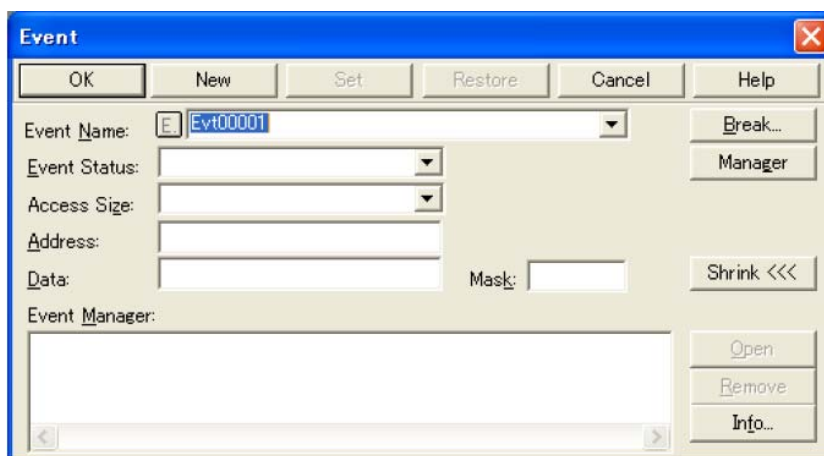 Event
OK New Set Restore Cancel Help
Event Name: E. Evt00001 Break...
Event Status: Manager
Access Size:
Address:
Data: Mask: Shrink <<<
Event Manager:
Open
Remove
Info...